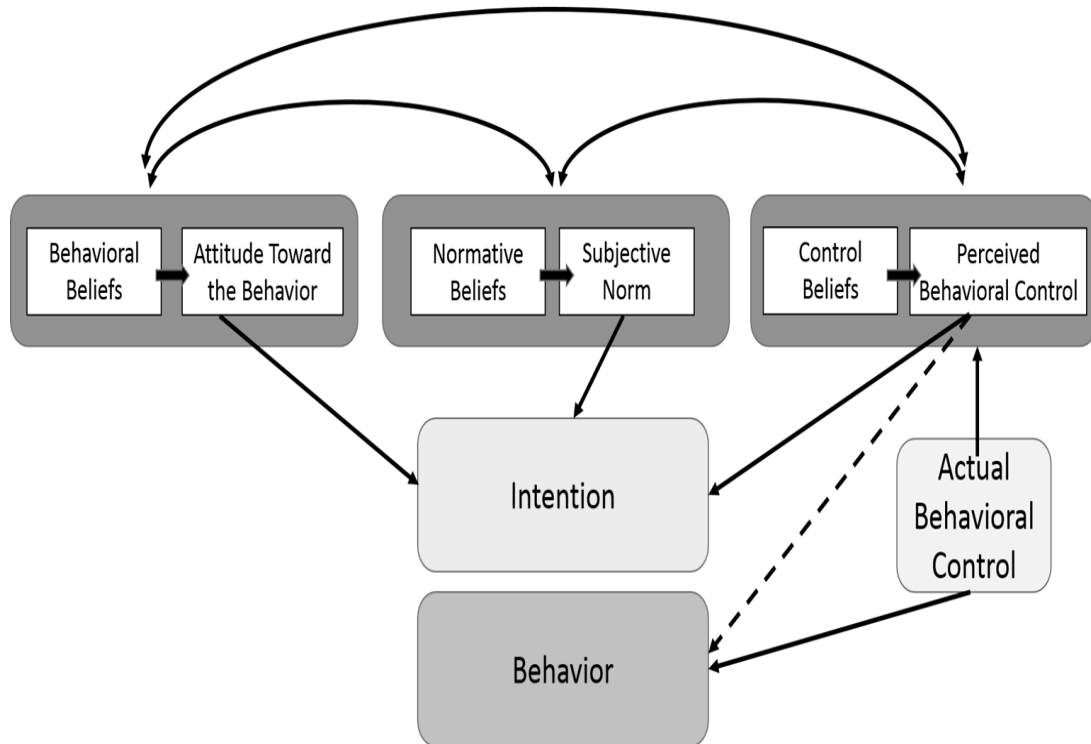 Behavioral
Beliefs
Attitude Toward
the Behavior
Normative
Beliefs
Subjective
Norm
Control
Beliefs
Perceived
Behavioral Control
Intention
Actual
Behavioral
Control
Behavior